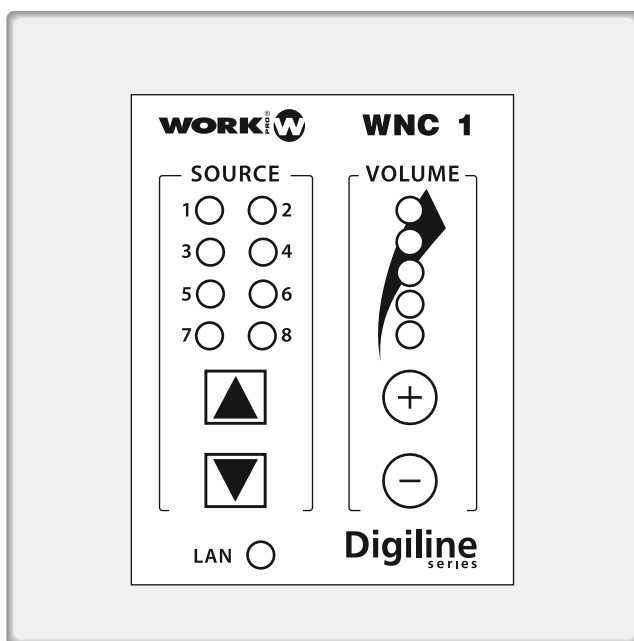 WORK PRO® W WNC 1
SOURCE VOLUME
1 2
3 4
5 6
7 8
+
−
LAN
Digiline
series